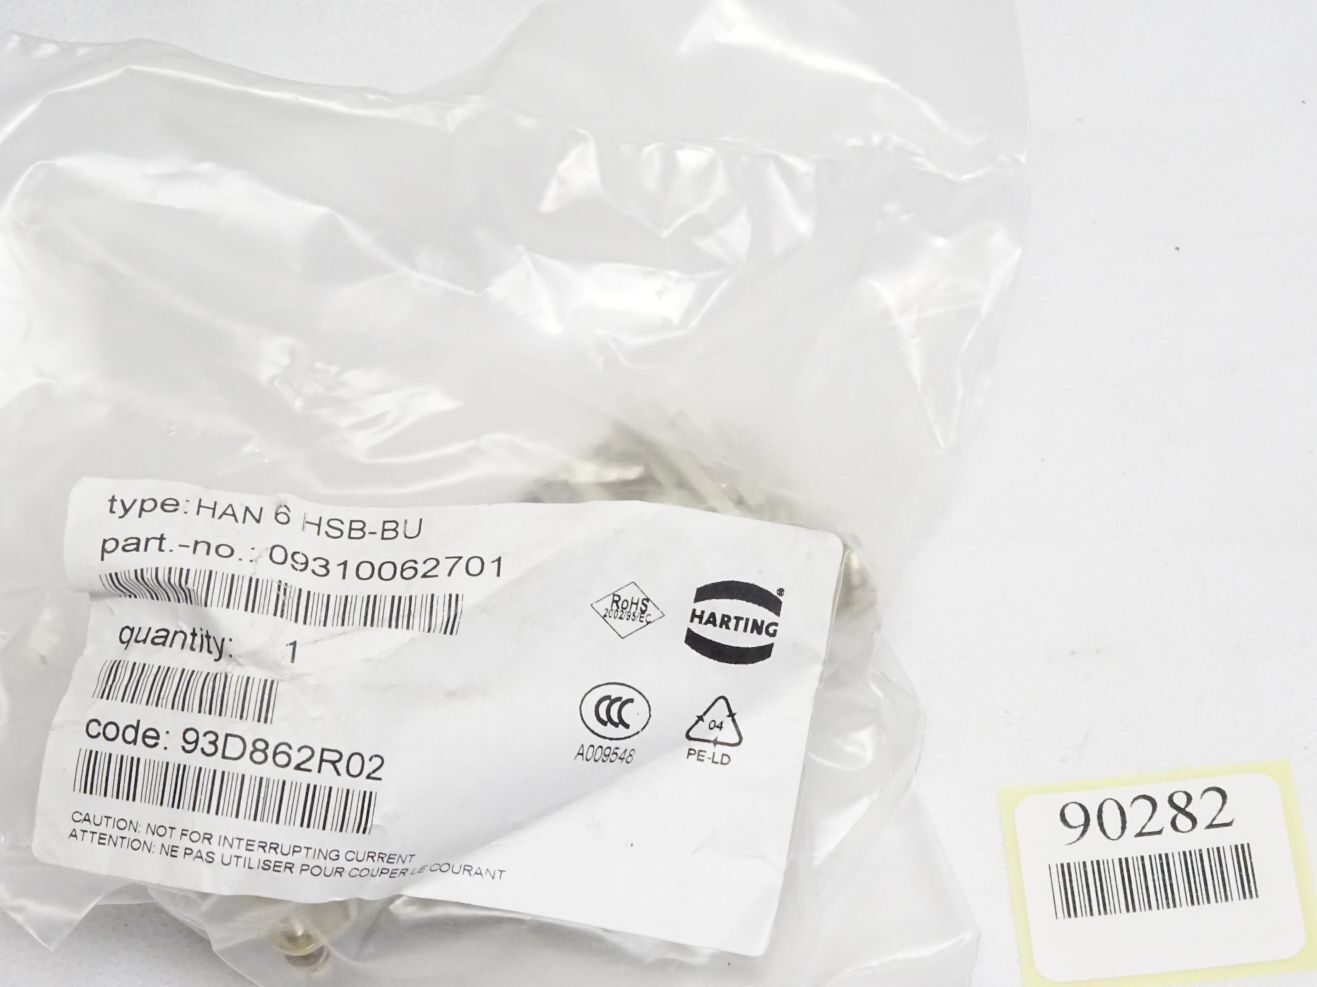 type: HAN 6 HSB-BU
part.-no.: 09310062701
quantity: 1
code: 93D862R02
CAUTION: NOT FOR INTERRUPTING CURRENT
ATTENTION: NE PAS UTILISER POUR COUPER LE COURANT
RoHS
2002/95/EC
HARTING®
CCC
A009548
04
PE-LD
90282